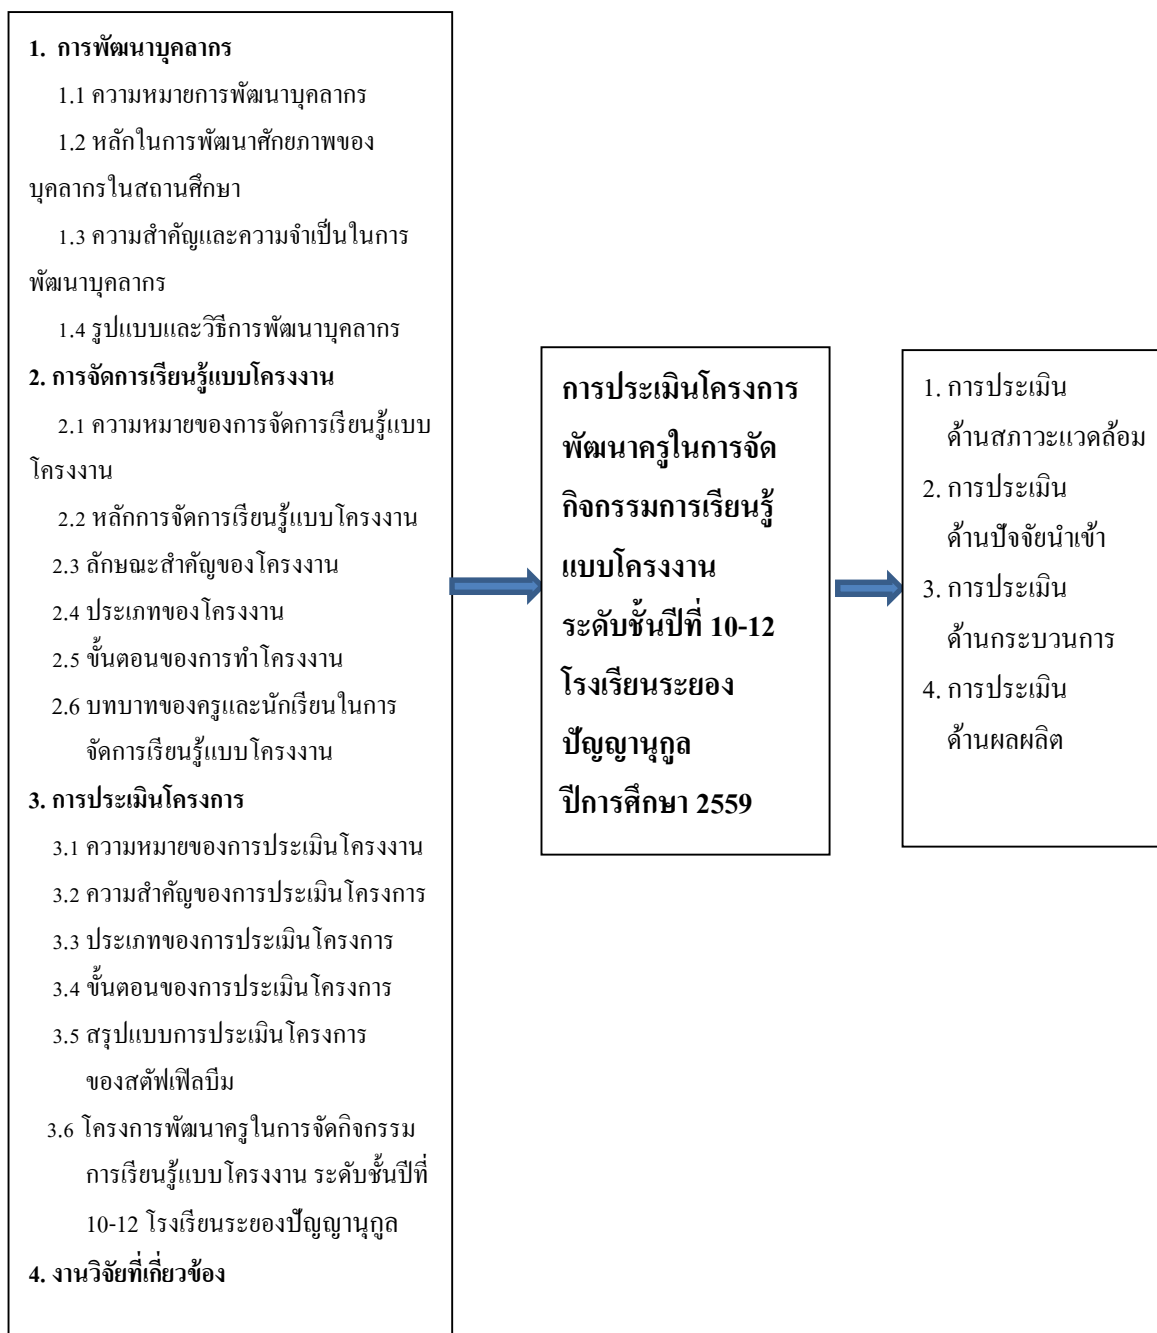 1. การพัฒนาบุคลากร
1.1 ความหมายการพัฒนาบุคลากร
1.2 หลักในการพัฒนาศักยภาพของ
บุคลากรในสถานศึกษา
1.3 ความสำคัญและความจำเป็นในการ
พัฒนาบุคลากร
1.4 รูปแบบและวิธีการพัฒนาบุคลากร
2. การจัดการเรียนรู้แบบโครงงาน
2.1 ความหมายของการจัดการเรียนรู้แบบ
โครงงาน
2.2 หลักการจัดการเรียนรู้แบบโครงงาน
2.3 ลักษณะสำคัญของโครงงาน
2.4 ประเภทของโครงงาน
2.5 ขั้นตอนของการทำโครงงาน
2.6 บทบาทของครูและนักเรียนในการ
จัดการเรียนรู้แบบโครงงาน
3. การประเมินโครงการ
3.1 ความหมายของการประเมินโครงงาน
3.2 ความสำคัญของการประเมินโครงการ
3.3 ประเภทของการประเมินโครงการ
3.4 ขั้นตอนของการประเมินโครงการ
3.5 สรุปแบบการประเมินโครงการ
ของสตัฟเฟิลบีม
3.6 โครงการพัฒนาครูในการจัดกิจกรรม
การเรียนรู้แบบโครงงาน ระดับชั้นปีที่
10-12 โรงเรียนระยองปัญญานุกูล
4. งานวิจัยที่เกี่ยวข้อง
การประเมินโครงการ
พัฒนาครูในการจัด
กิจกรรมการเรียนรู้
แบบโครงงาน
ระดับชั้นปีที่ 10-12
โรงเรียนระยอง
ปัญญานุกูล
ปีการศึกษา 2559
1. การประเมิน
ด้านสภาวะแวดล้อม
2. การประเมิน
ด้านปัจจัยนำเข้า
3. การประเมิน
ด้านกระบวนการ
4. การประเมิน
ด้านผลผลิต